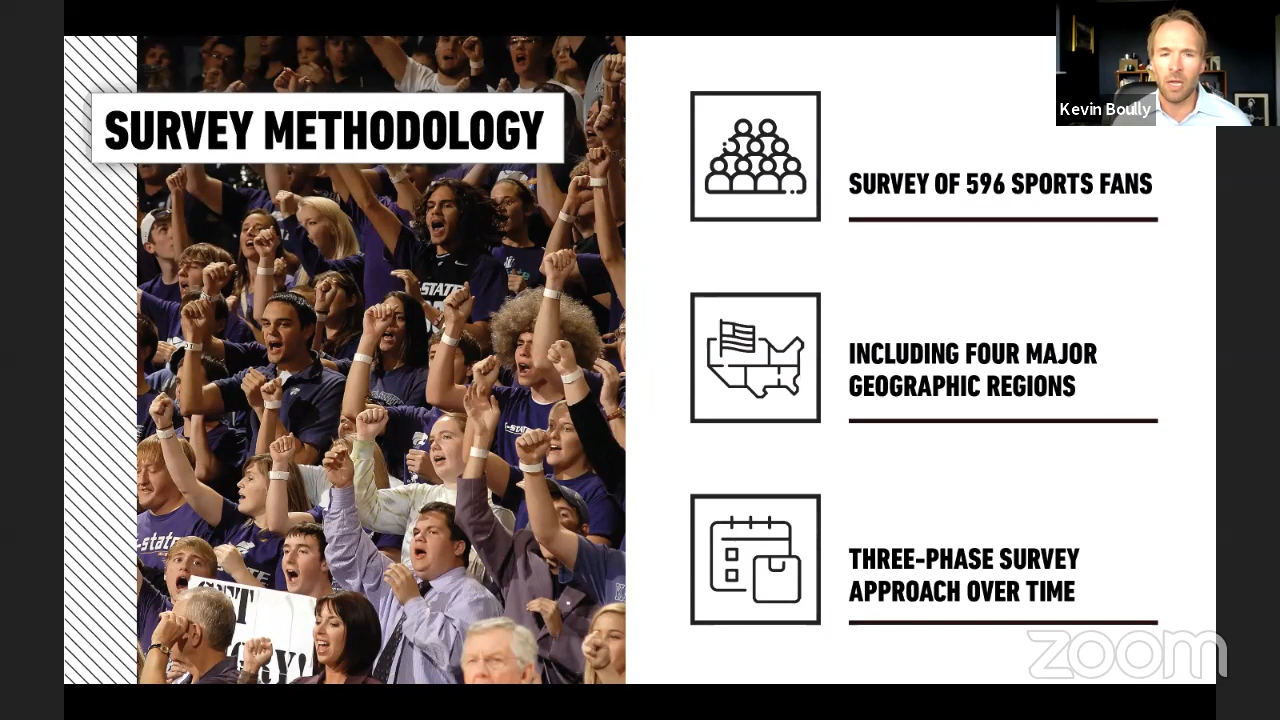 SURVEY METHODOLOGY
Kevin Boully
SURVEY OF 596 SPORTS FANS
INCLUDING FOUR MAJOR
GEOGRAPHIC REGIONS
THREE-PHASE SURVEY
APPROACH OVER TIME
-STATE
-state
zoom